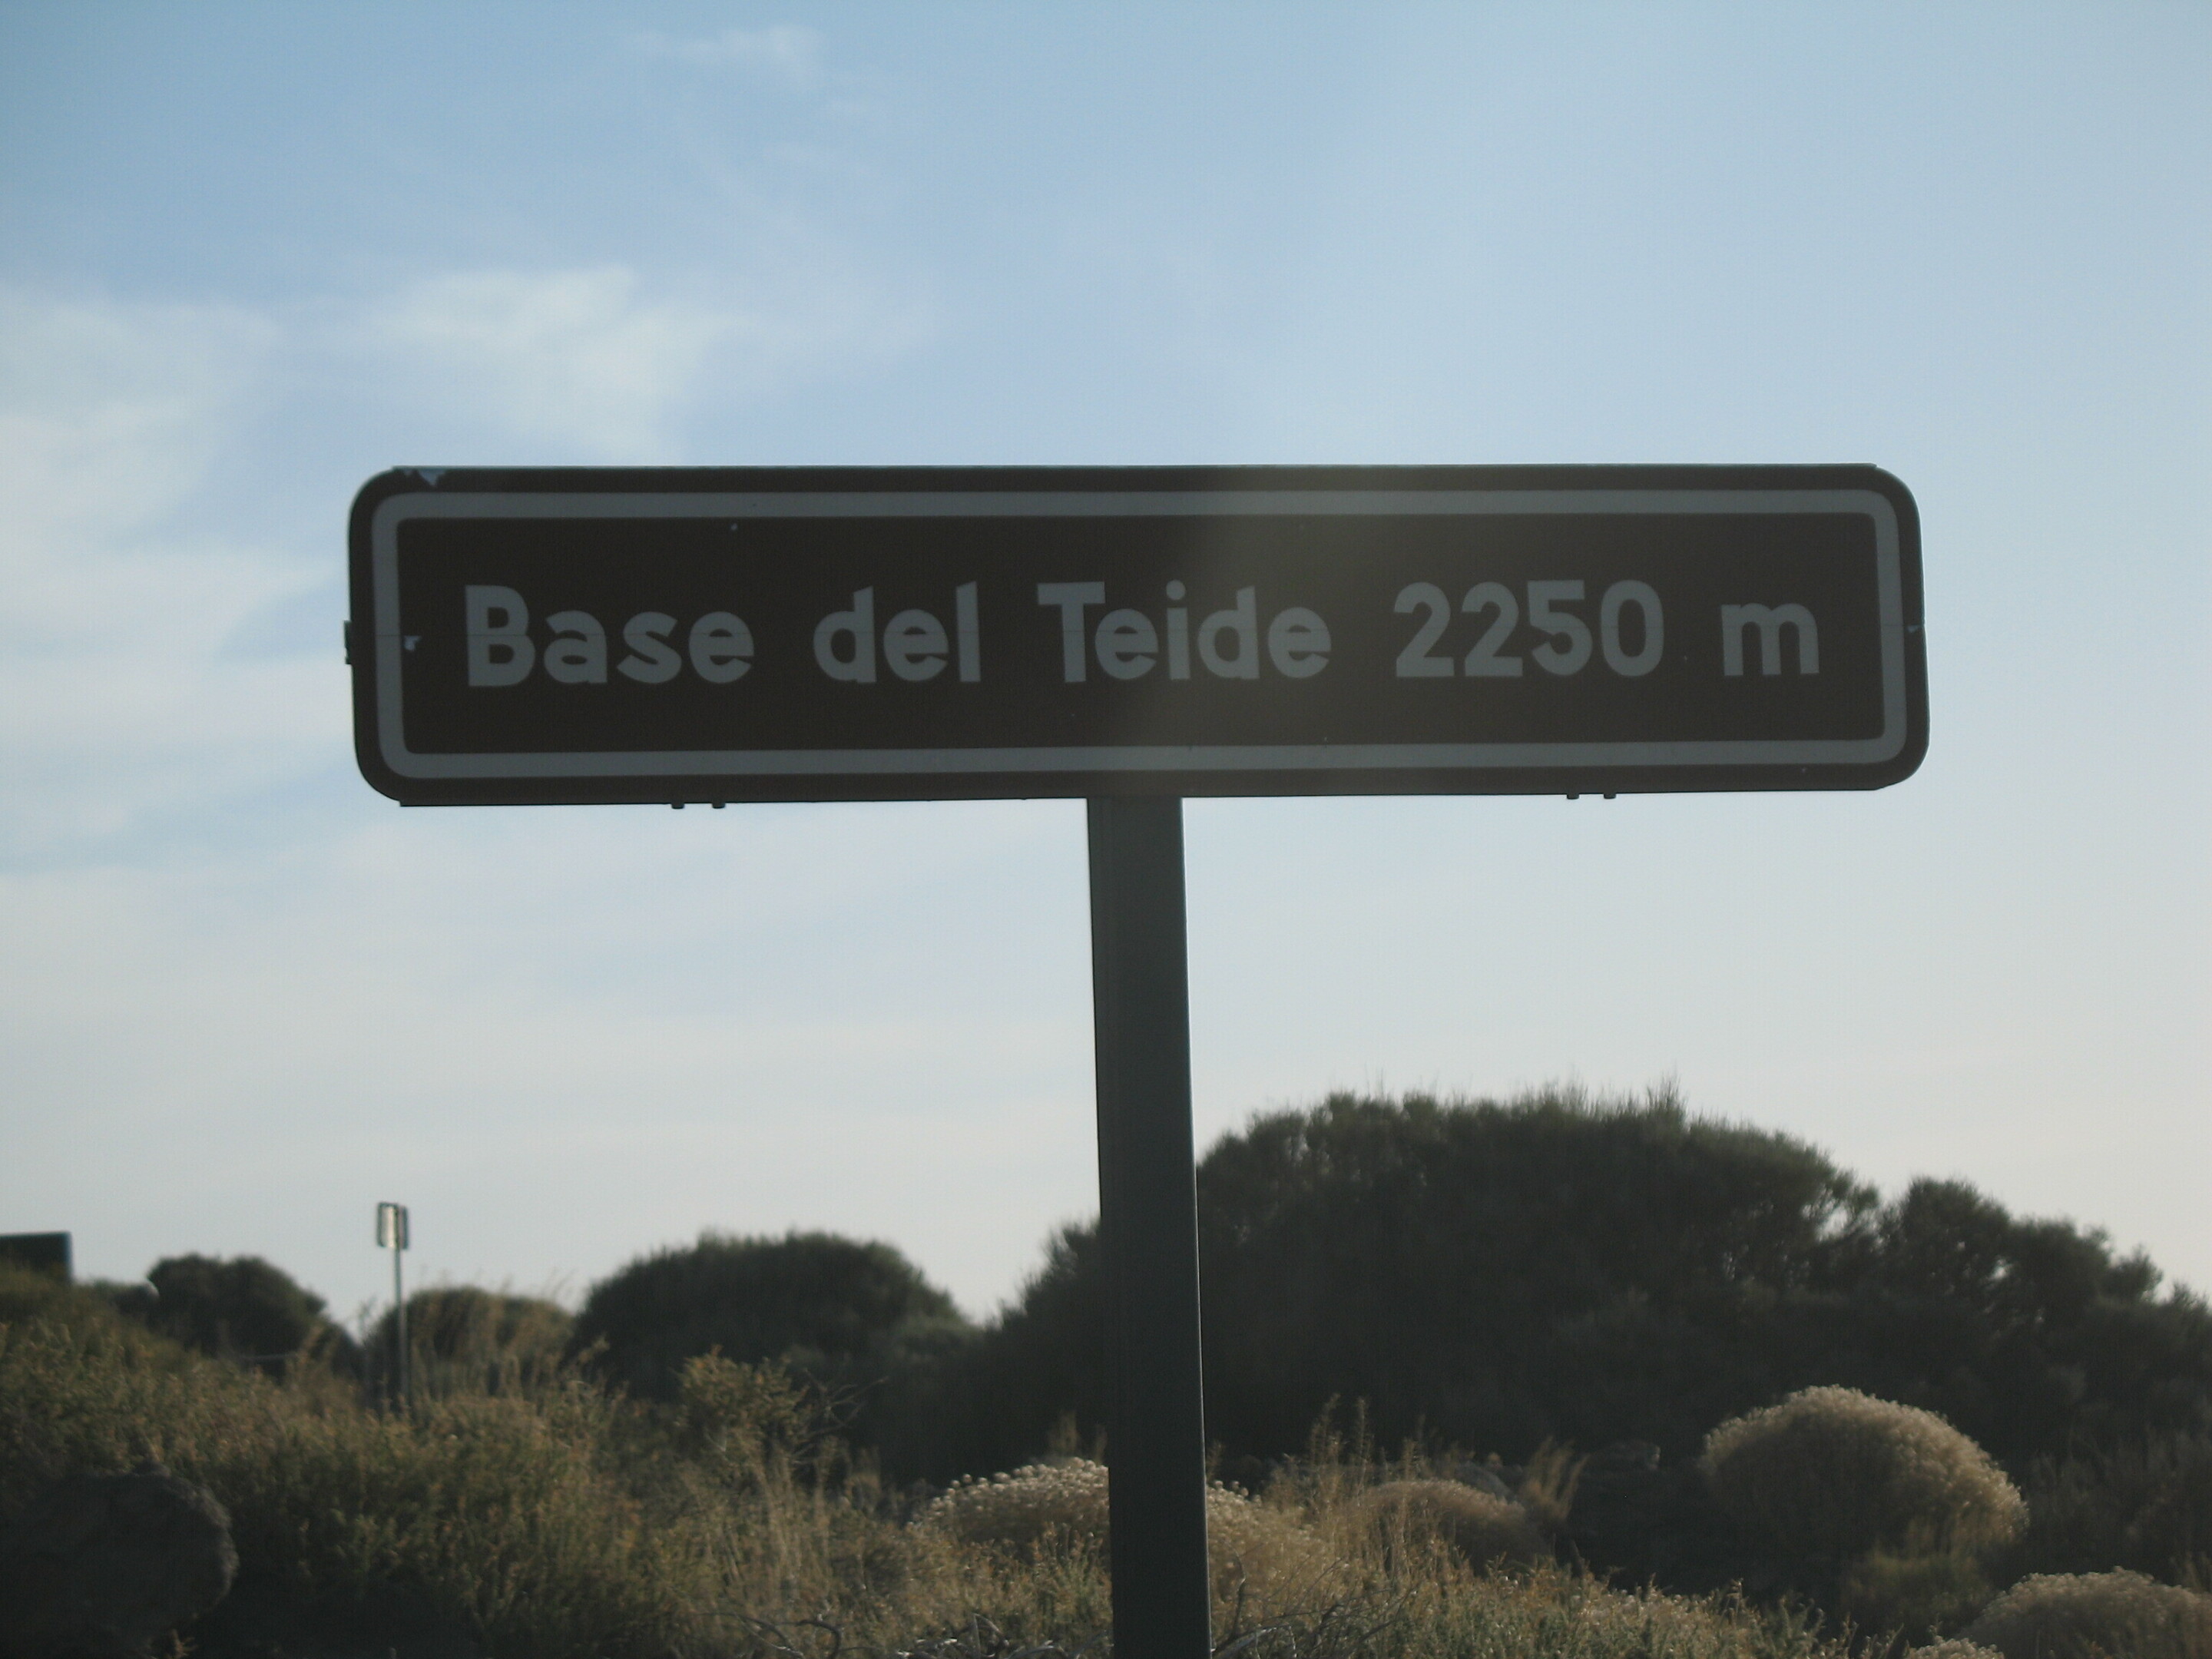 Base del Teide 2250 m